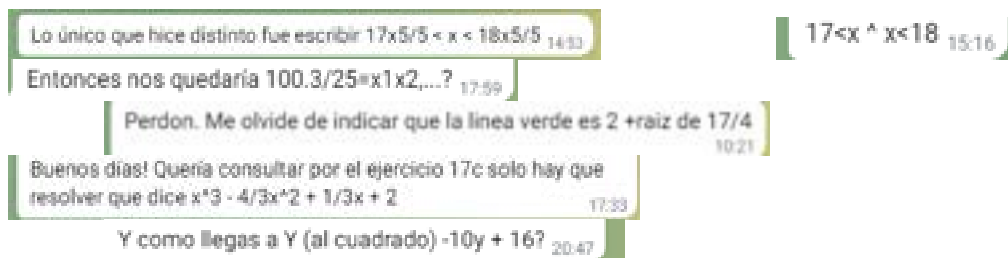 Lo único que hice distinto fue escribir 17x5/5 < x < 18x5/5 14:53
17<x ^ x<18 15:16
Entonces nos quedaría 100.3/25=x1x2,...? 17:59
Perdon. Me olvide de indicar que la linea verde es 2 +raiz de 17/4
10:21
Buenos días! Quería consultar por el ejercicio 17c solo hay que
resolver que dice x^3 - 4/3x^2 + 1/3x + 2 17:33
Y como llegas a Y (al cuadrado) -10y + 16? 20:47